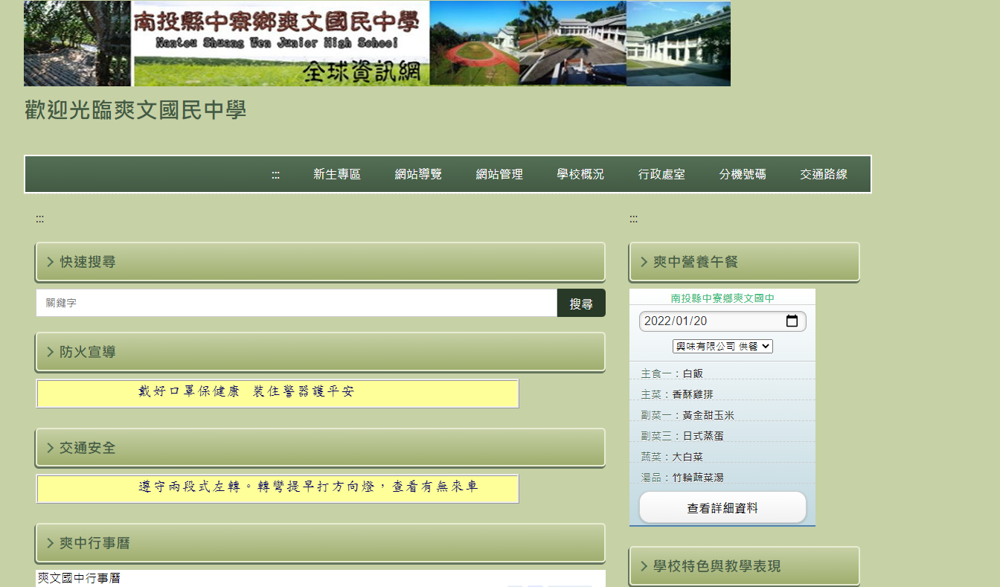 南投縣中寮鄉爽文國民中學
Nantou Shuang Wen Junior High School
全球資訊網
歡迎光臨爽文國民中學
::: 新生專區 網站導覽 網站管理 學校概況 行政處室 分機號碼 交通路線
:::
快速搜尋
關鍵字 搜尋
防火宣導
戴好口罩保健康 裝住警器護平安
交通安全
遵守兩段式左轉。轉彎提早打方向燈，查看有無來車
爽中行事曆
爽文國中行事曆
:::
爽中營養午餐
南投縣中寮鄉爽文國中
2022/01/20
興味有限公司 供餐
主食一：白飯
主菜：香酥雞排
副菜一：黃金甜玉米
副菜三：日式蒸蛋
蔬菜：大白菜
湯品：竹輪蔬菜湯
查看詳細資料
學校特色與教學表現